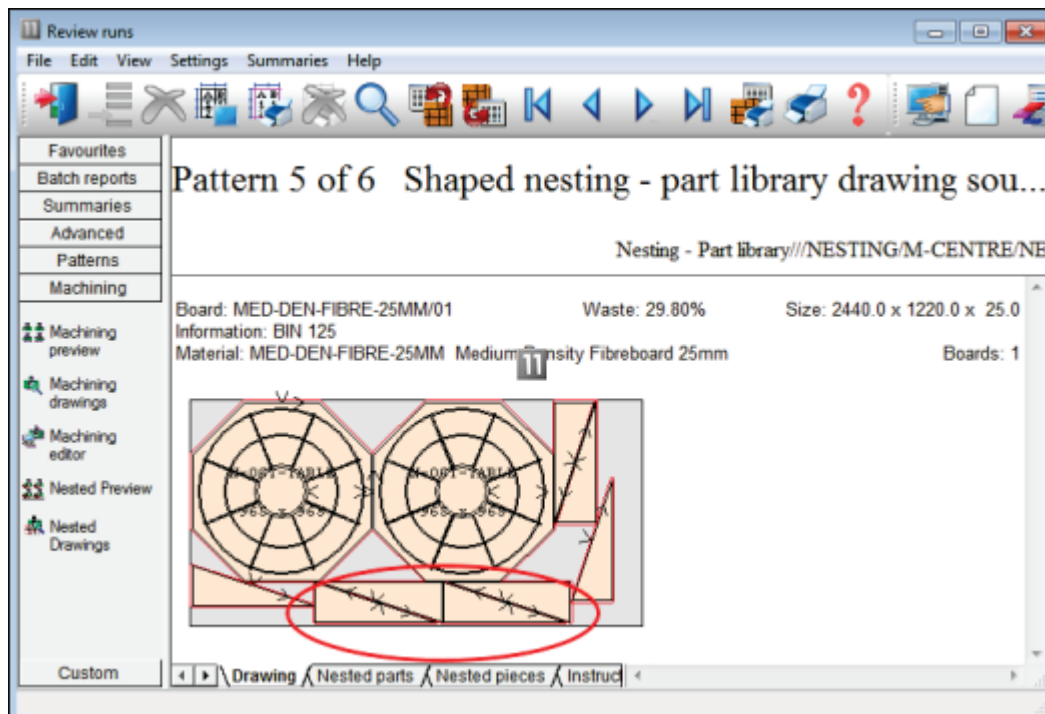 Review runs
File Edit View Settings Summaries Help
Favourites
Batch reports
Summaries
Advanced
Patterns
Machining
Machining
preview
Machining
drawings
Machining
editor
Nested Preview
Nested
Drawings
Custom
Pattern 5 of 6 Shaped nesting - part library drawing sou...
Nesting - Part library///NESTING/M-CENTRE/NE
Board: MED-DEN-FIBRE-25MM/01 Waste: 29.80% Size: 2440.0 x 1220.0 x 25.0
Information: BIN 125
Material: MED-DEN-FIBRE-25MM Medium Density Fibreboard 25mm Boards: 1
11
Drawing Nested parts Nested pieces Instruc